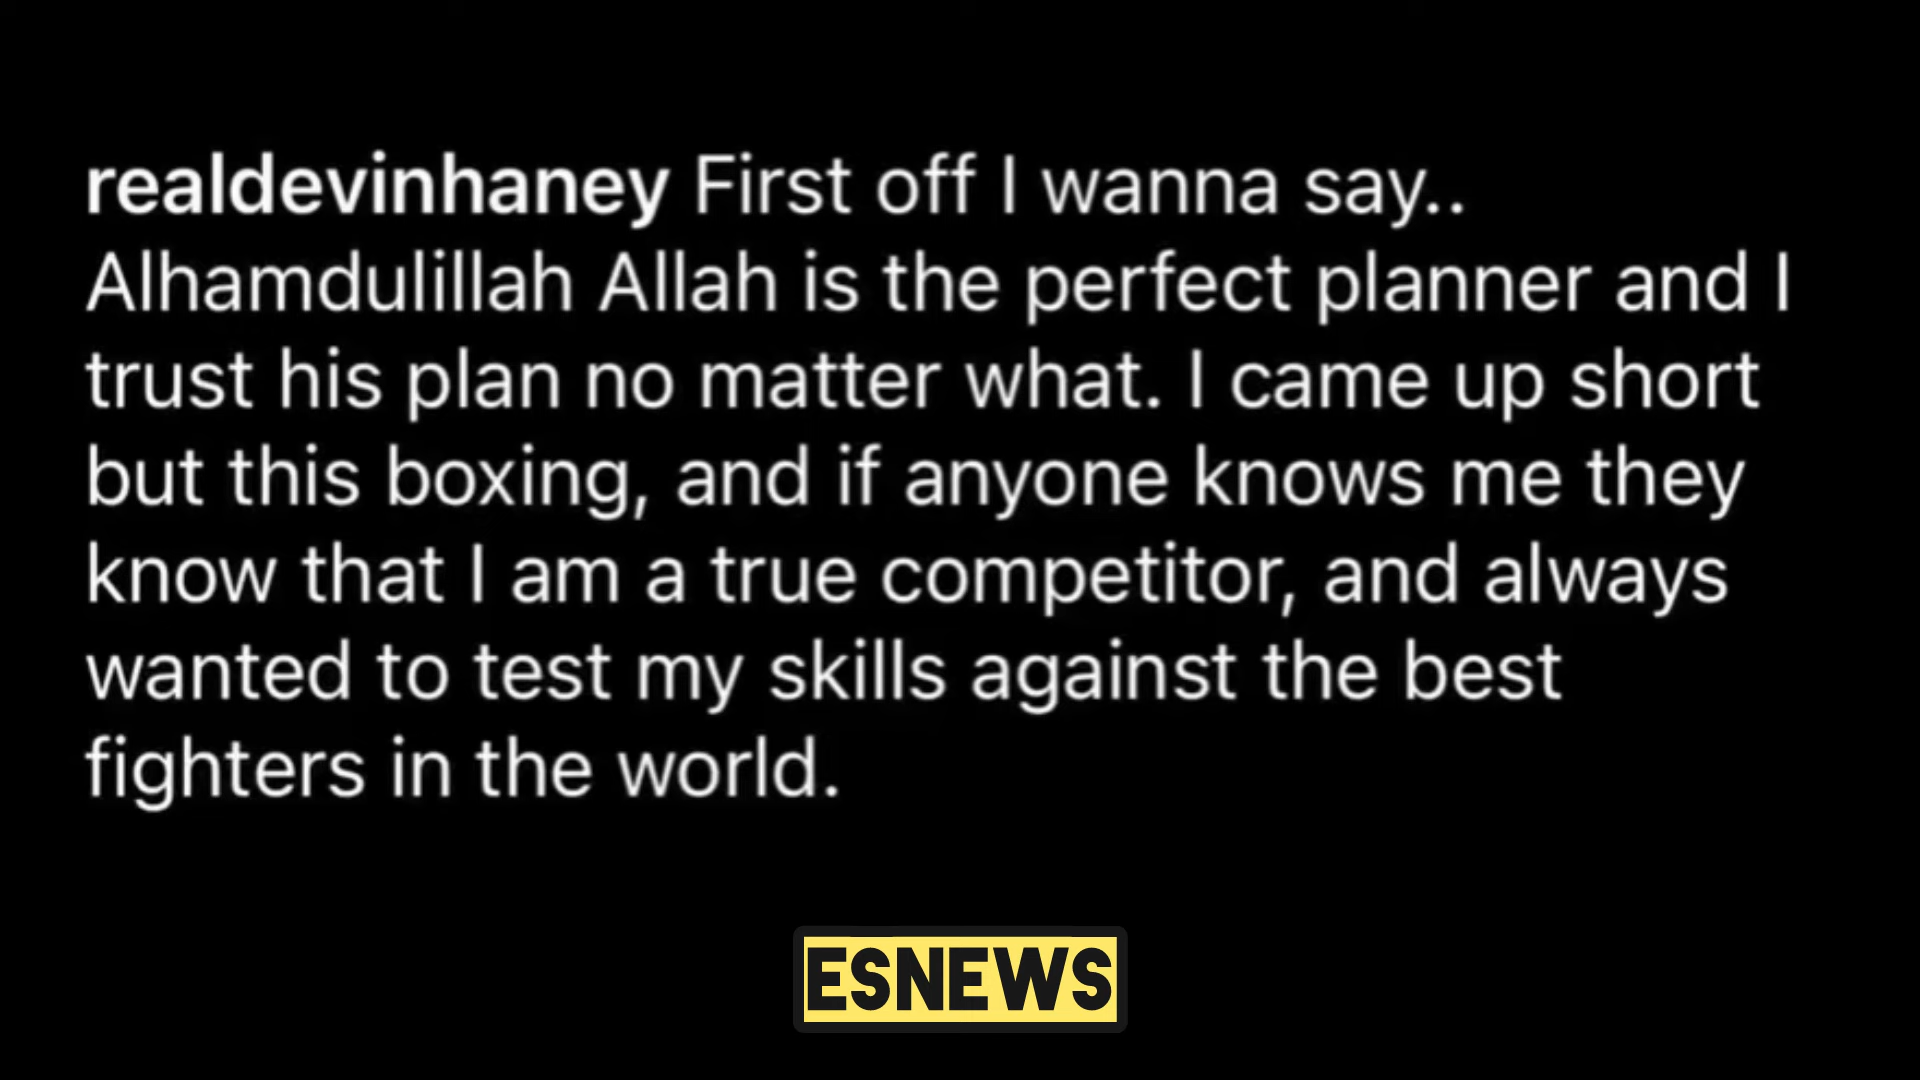 realdevinhaney First off I wanna say..
Alhamdulillah Allah is the perfect planner and I
trust his plan no matter what. I came up short
but this boxing, and if anyone knows me they
know that I am a true competitor, and always
wanted to test my skills against the best
fighters in the world.
ESNEWS